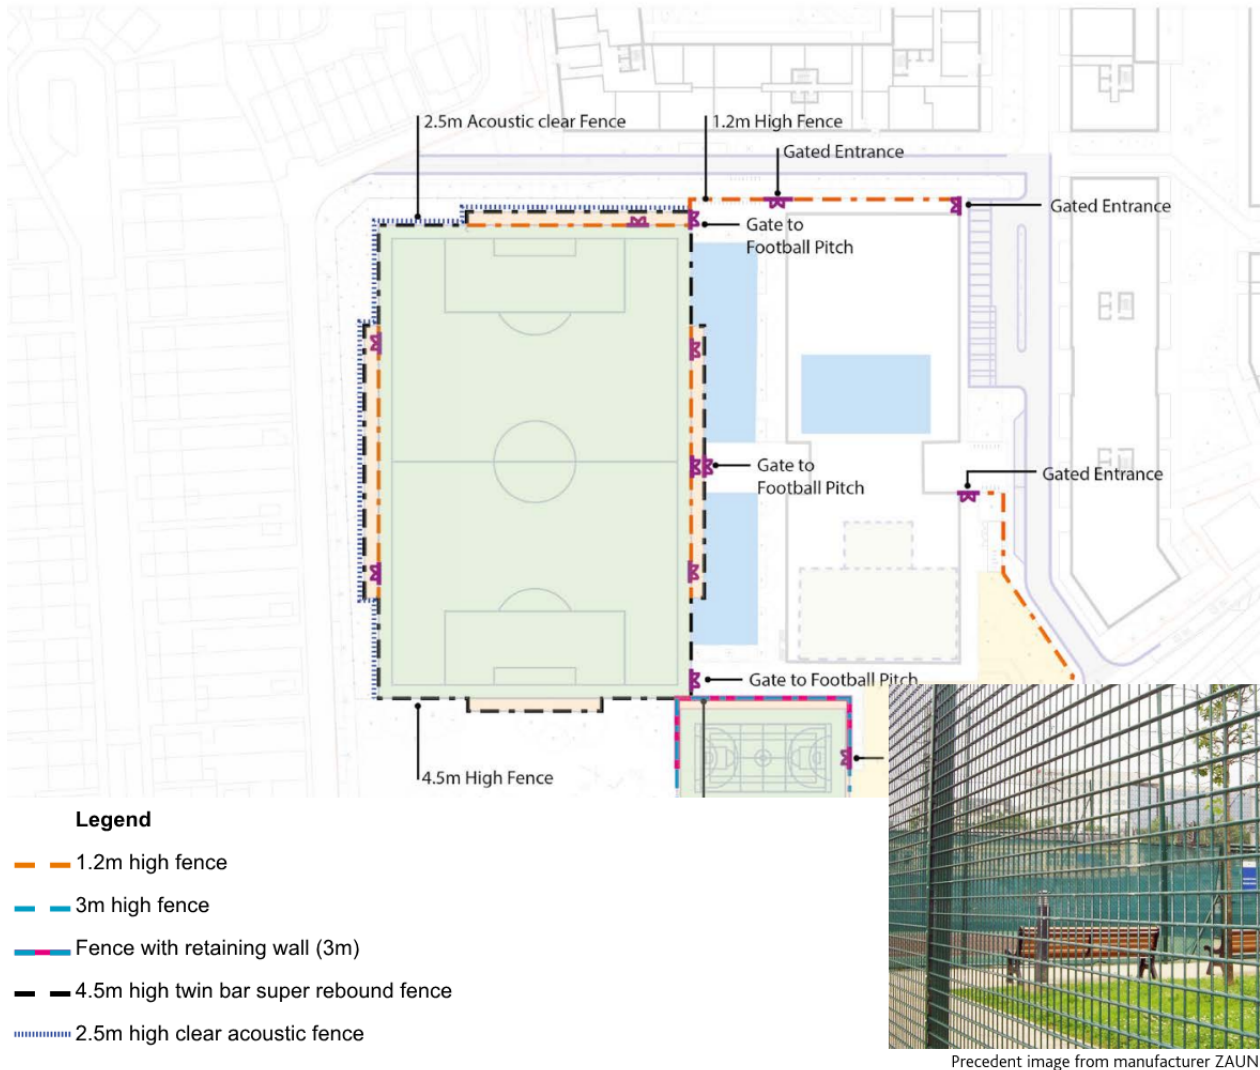 2.5m Acoustic clear Fence
1.2m High Fence
Gated Entrance
Gated Entrance
Gate to
Football Pitch
Gate to
Football Pitch
Gated Entrance
Gate to Football Pitch
4.5m High Fence
Legend
1.2m high fence
3m high fence
Fence with retaining wall (3m)
4.5m high twin bar super rebound fence
2.5m high clear acoustic fence
Precedent image from manufacturer ZAUN